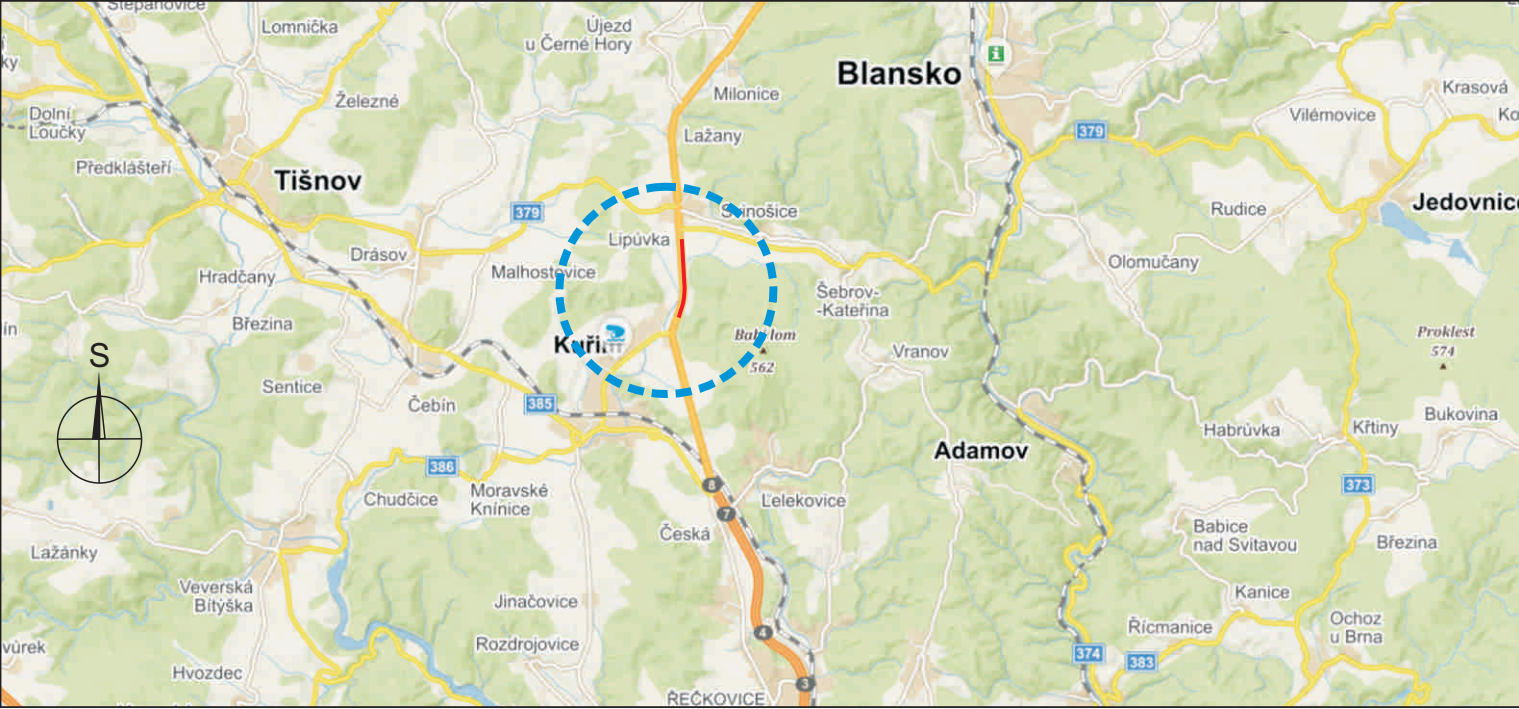 Štěpánovice
Lomnička
Újezd
u Černé Hory
Blansko
Krasová
Železné
Milonice
Vilémovice
Dolní
Loučky
379
Lažany
Předklášteří
Tišnov
379
Svinošice
Rudice
Jedovnice
Lipůvka
Drásov
Malhostovice
Hradčany
Olomučany
Šebrov-
-Kateřina
Březina
Kuřim
Babí lom
562
Vranov
Proklest
574
S
Sentice
Čebín
385
Bukovina
Habrůvka
Křtiny
Adamov
386
Chudčice
Moravské
Knínice
8
373
Lelekovice
7
Česká
Babice
nad Svitavou
Březina
Lažánky
Veverská
Bítýška
Jinačovice
Kanice
Ochoz
u Brna
Řícmanice
4
Rozdrojovice
374
383
Hvozdec
3
ŘEČKOVICE